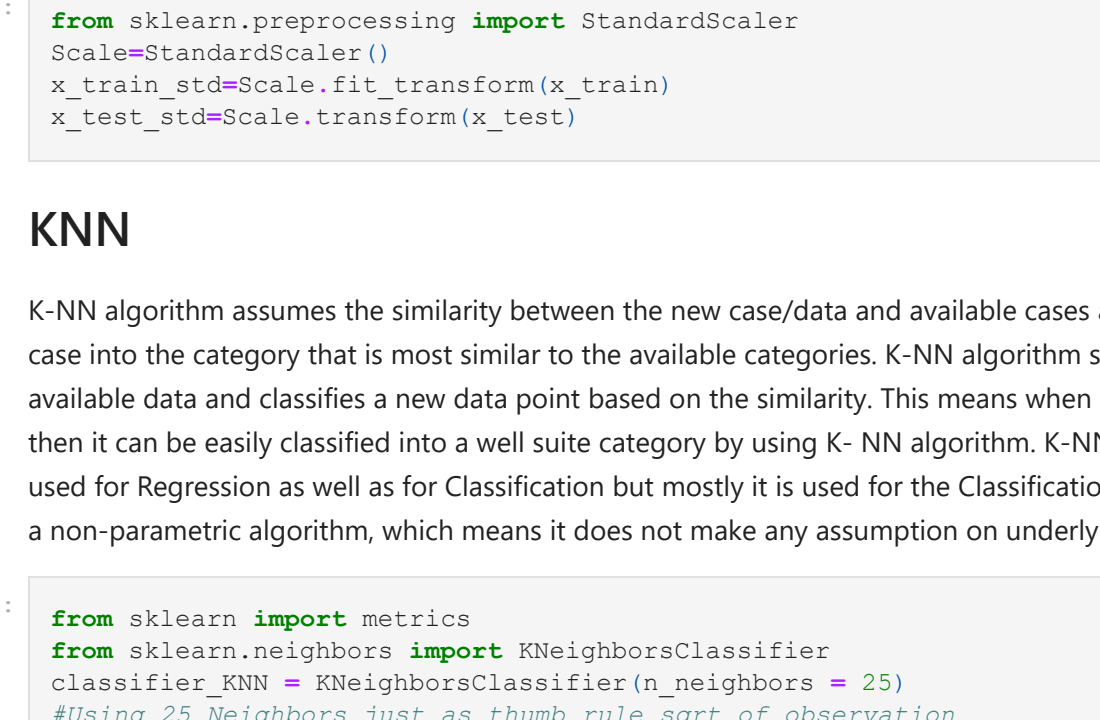 :
from sklearn.preprocessing import StandardScaler
Scale=StandardScaler()
x_train_std=Scale.fit_transform(x_train)
x_test_std=Scale.transform(x_test)
KNN
K-NN algorithm assumes the similarity between the new case/data and available cases
case into the category that is most similar to the available categories. K-NN algorithm
available data and classifies a new data point based on the similarity. This means when
then it can be easily classified into a well suite category by using K- NN algorithm.
used for Regression as well as for Classification but mostly it is used for the
a non-parametric algorithm, which means it does not make any assumption on
:
from sklearn import metrics
from sklearn.neighbors import KNeighborsClassifier
classifier_KNN = KNeighborsClassifier(n_neighbors = 25)
#Using 25 Neighbors just as thumb rule sqrt of observation